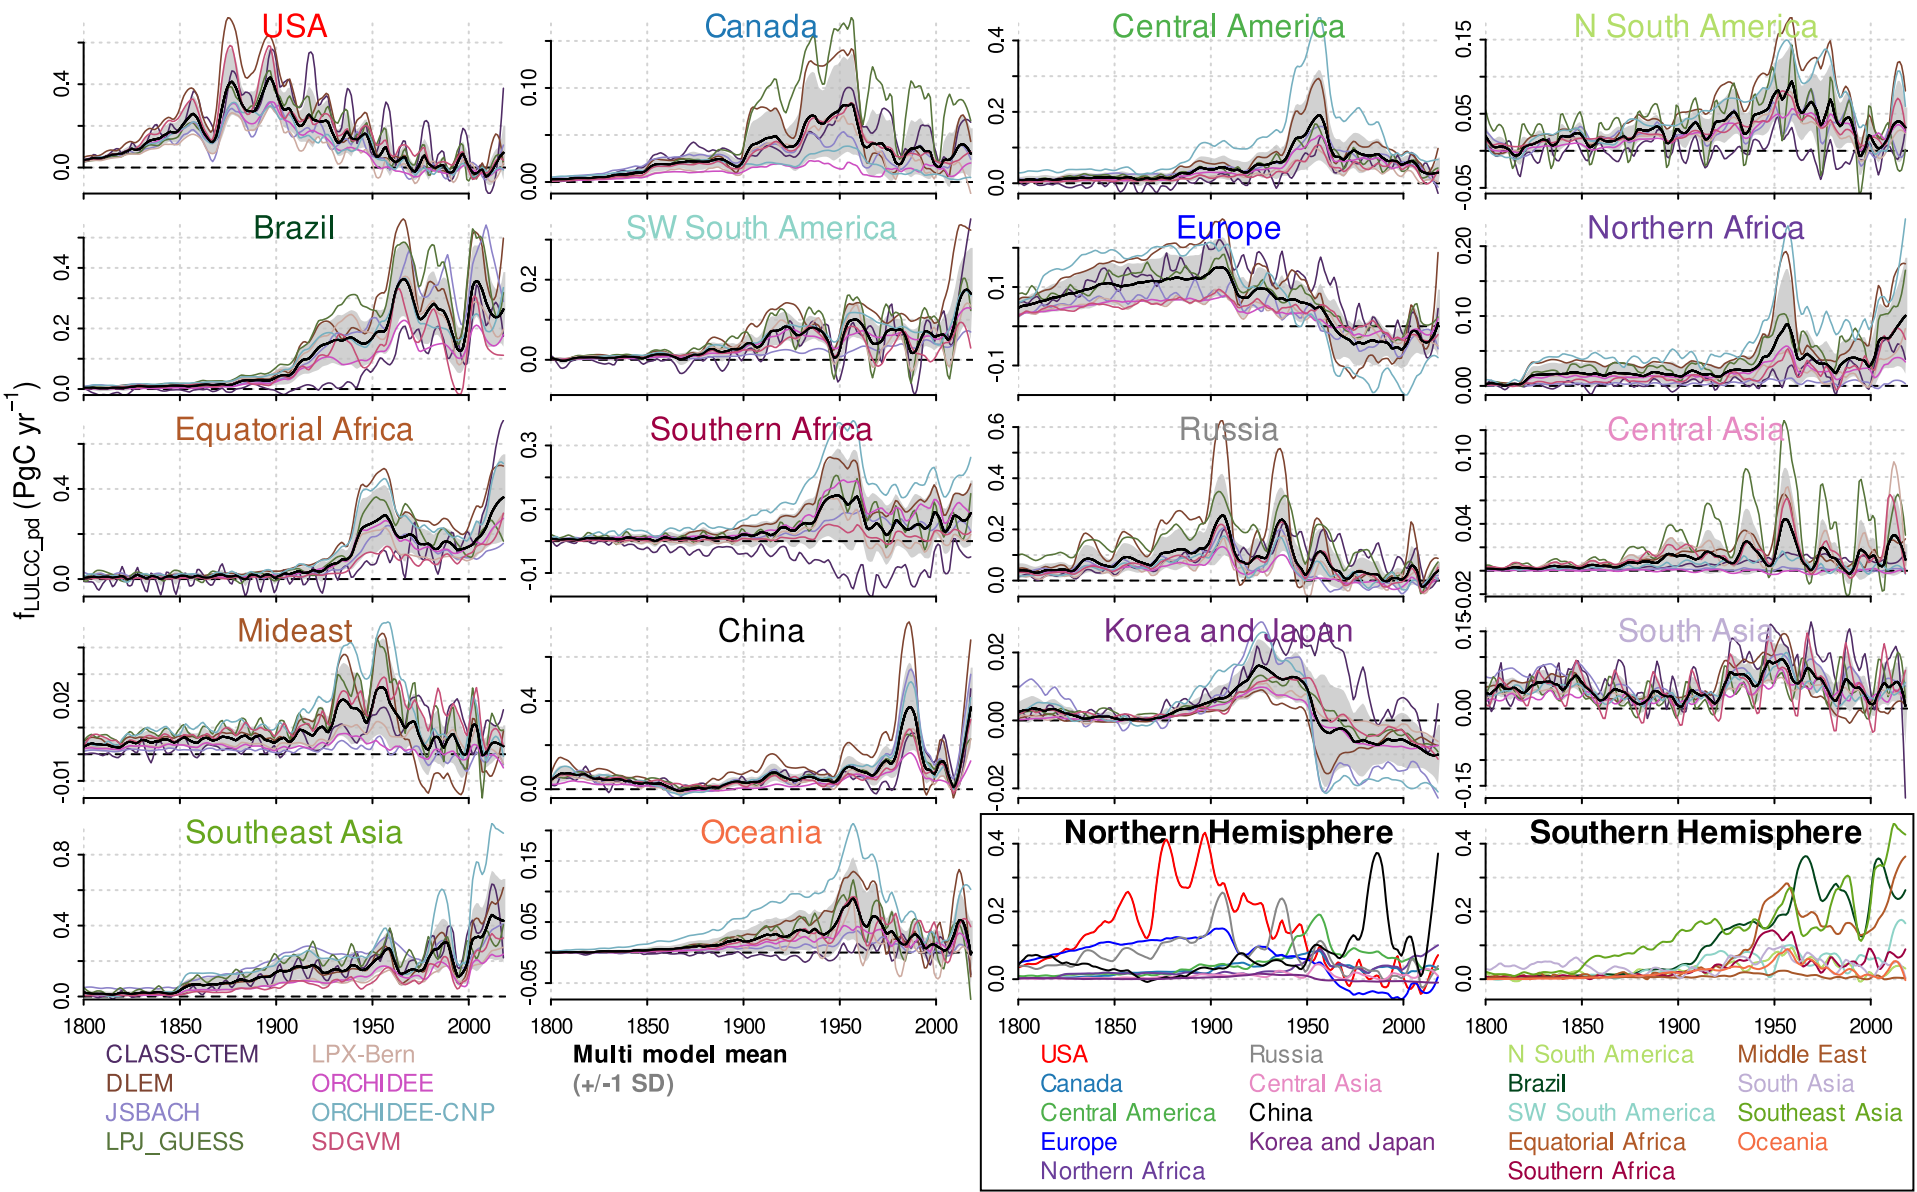 USA
Canada
Central America
N South America
0.0 0.4
0.00 0.10
0.0 0.2 0.4
-0.05 0.05 0.15
Brazil
SW South America
Europe
Northern Africa
0.0 0.2 0.4
0.0 0.2
-0.1 0.1
0.00 0.10 0.20
fLULCC_pd (PgC yr−1)
Equatorial Africa
Southern Africa
Russia
Central Asia
0.0 0.4
-0.1 0.1 0.3
0.0 0.2 0.4 0.6
-0.02 0.04 0.10
Mideast
China
Korea and Japan
South Asia
-0.01 0.02
0.0 0.4
-0.02 0.00 0.02
-0.15 0.00 0.15
Southeast Asia
Oceania
Northern Hemisphere
Southern Hemisphere
0.0 0.4 0.8
-0.05 0.05 0.15
0.0 0.2 0.4
0.0 0.2 0.4
1800 1850 1900 1950 2000
1800 1850 1900 1950 2000
1800 1850 1900 1950 2000
1800 1850 1900 1950 2000
CLASS-CTEM
DLEM
JSBACH
LPJ_GUESS
LPX-Bern
ORCHIDEE
ORCHIDEE-CNP
SDGVM
Multi model mean
(+/-1 SD)
USA
Canada
Central America
Europe
Northern Africa
Russia
Central Asia
China
Korea and Japan
N South America
Brazil
SW South America
Equatorial Africa
Southern Africa
Middle East
South Asia
Southeast Asia
Oceania